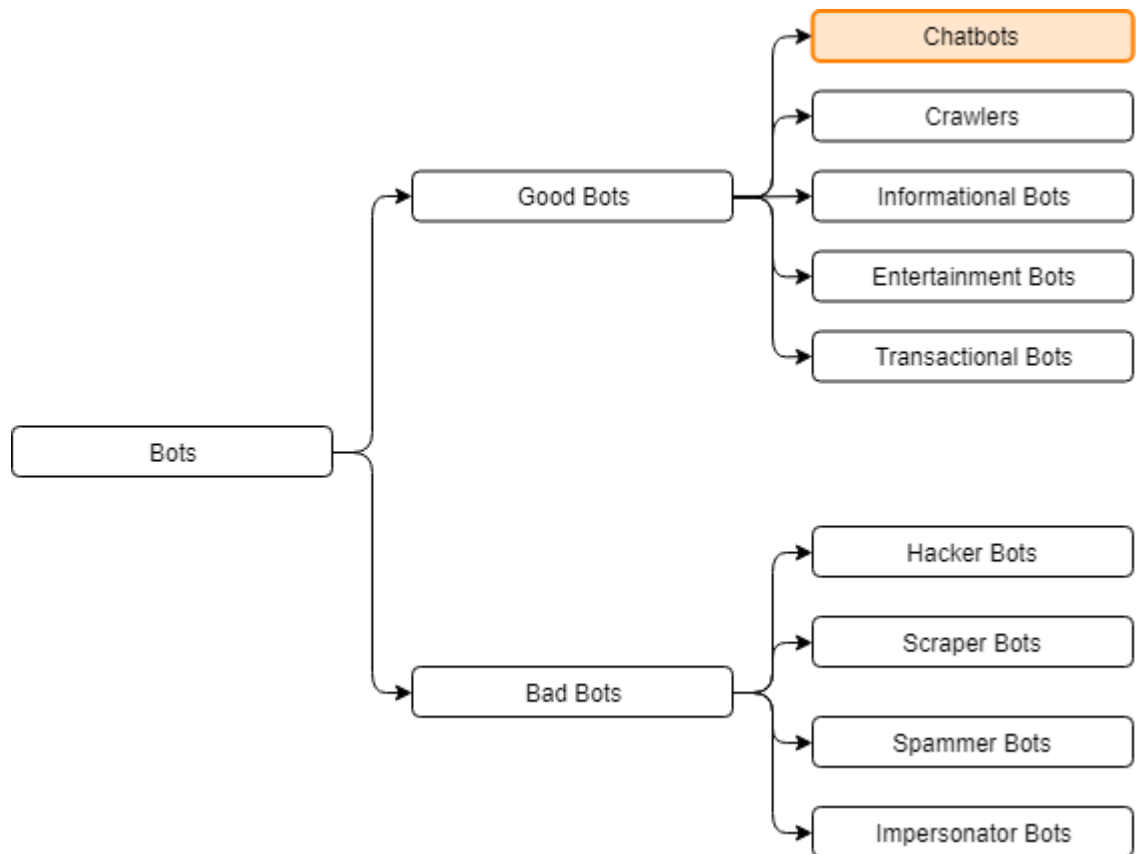 Chatbots
Crawlers
Good Bots
Informational Bots
Entertainment Bots
Transactional Bots
Bots
Hacker Bots
Scraper Bots
Bad Bots
Spammer Bots
Impersonator Bots